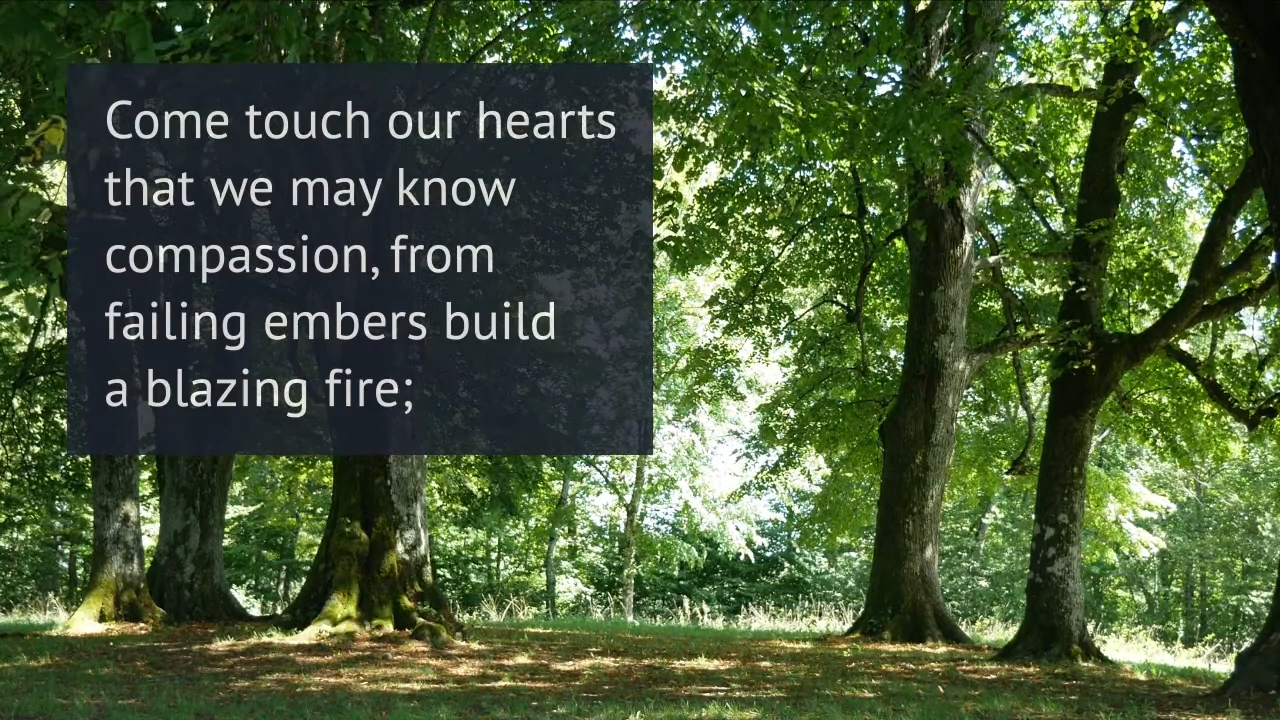 Come touch our hearts
that we may know
compassion, from
failing embers build
a blazing fire;